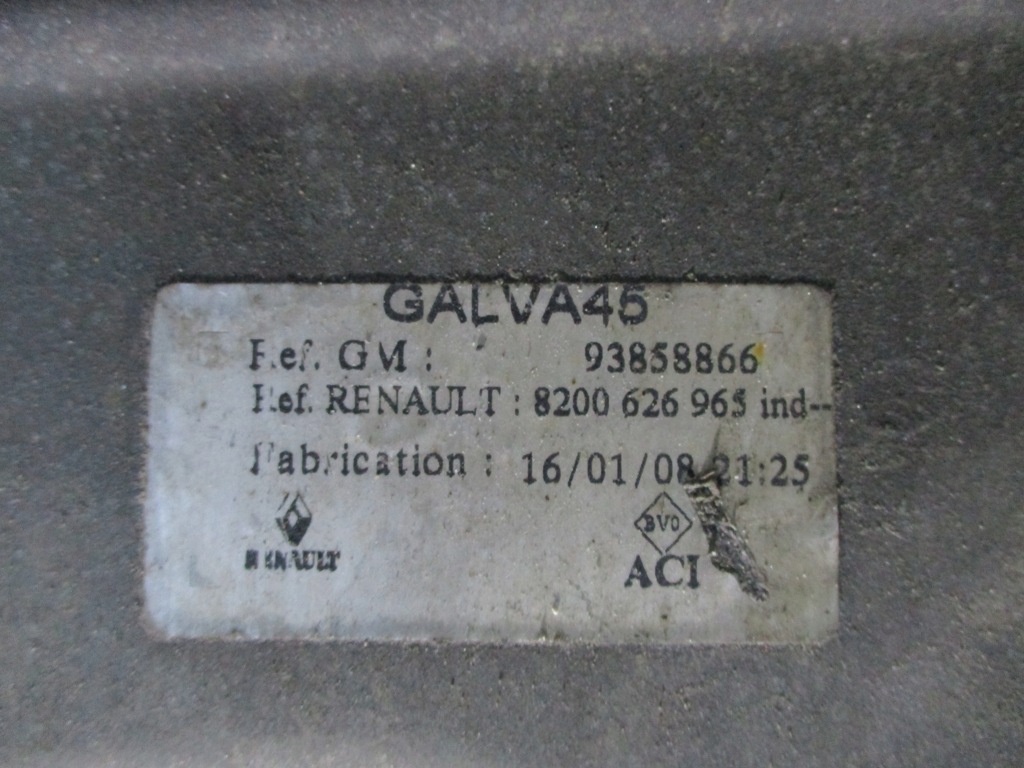 GALVA45
Ref. GM : 93858866
Ref. RENAULT : 8200 626 965 ind--
Fabrication : 16/01/08 21:25
RENAULT
BVO
ACI